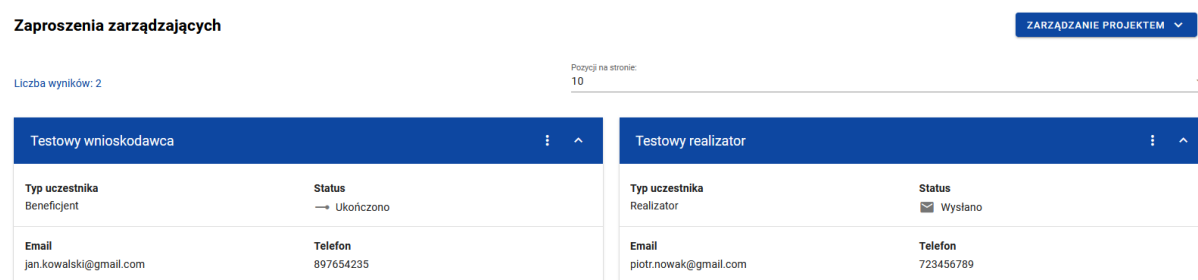 Zaproszenia zarządzających
ZARZĄDZANIE PROJEKTEM
Liczba wyników: 2
Pozycji na stronie:
10
Testowy wnioskodawca
Typ uczestnika
Status
Beneficjent
Ukończono
Email
Telefon
jan.kowalski@gmail.com
897654235
Testowy realizator
Typ uczestnika
Status
Realizator
Wysłano
Email
Telefon
piotr.nowak@gmail.com
723456789